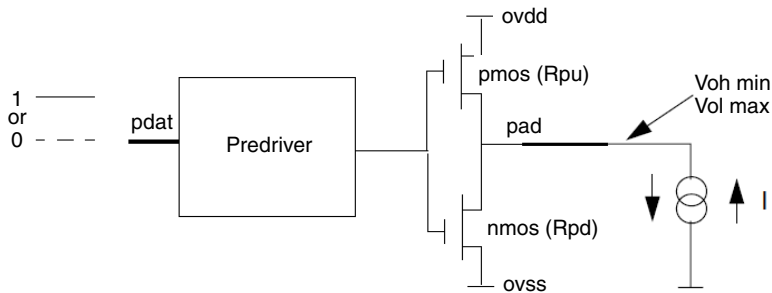 ovdd
pmos (Rpu)
1
or
0
pdat
Predriver
pad
Voh min
Vol max
I
nmos (Rpd)
ovss